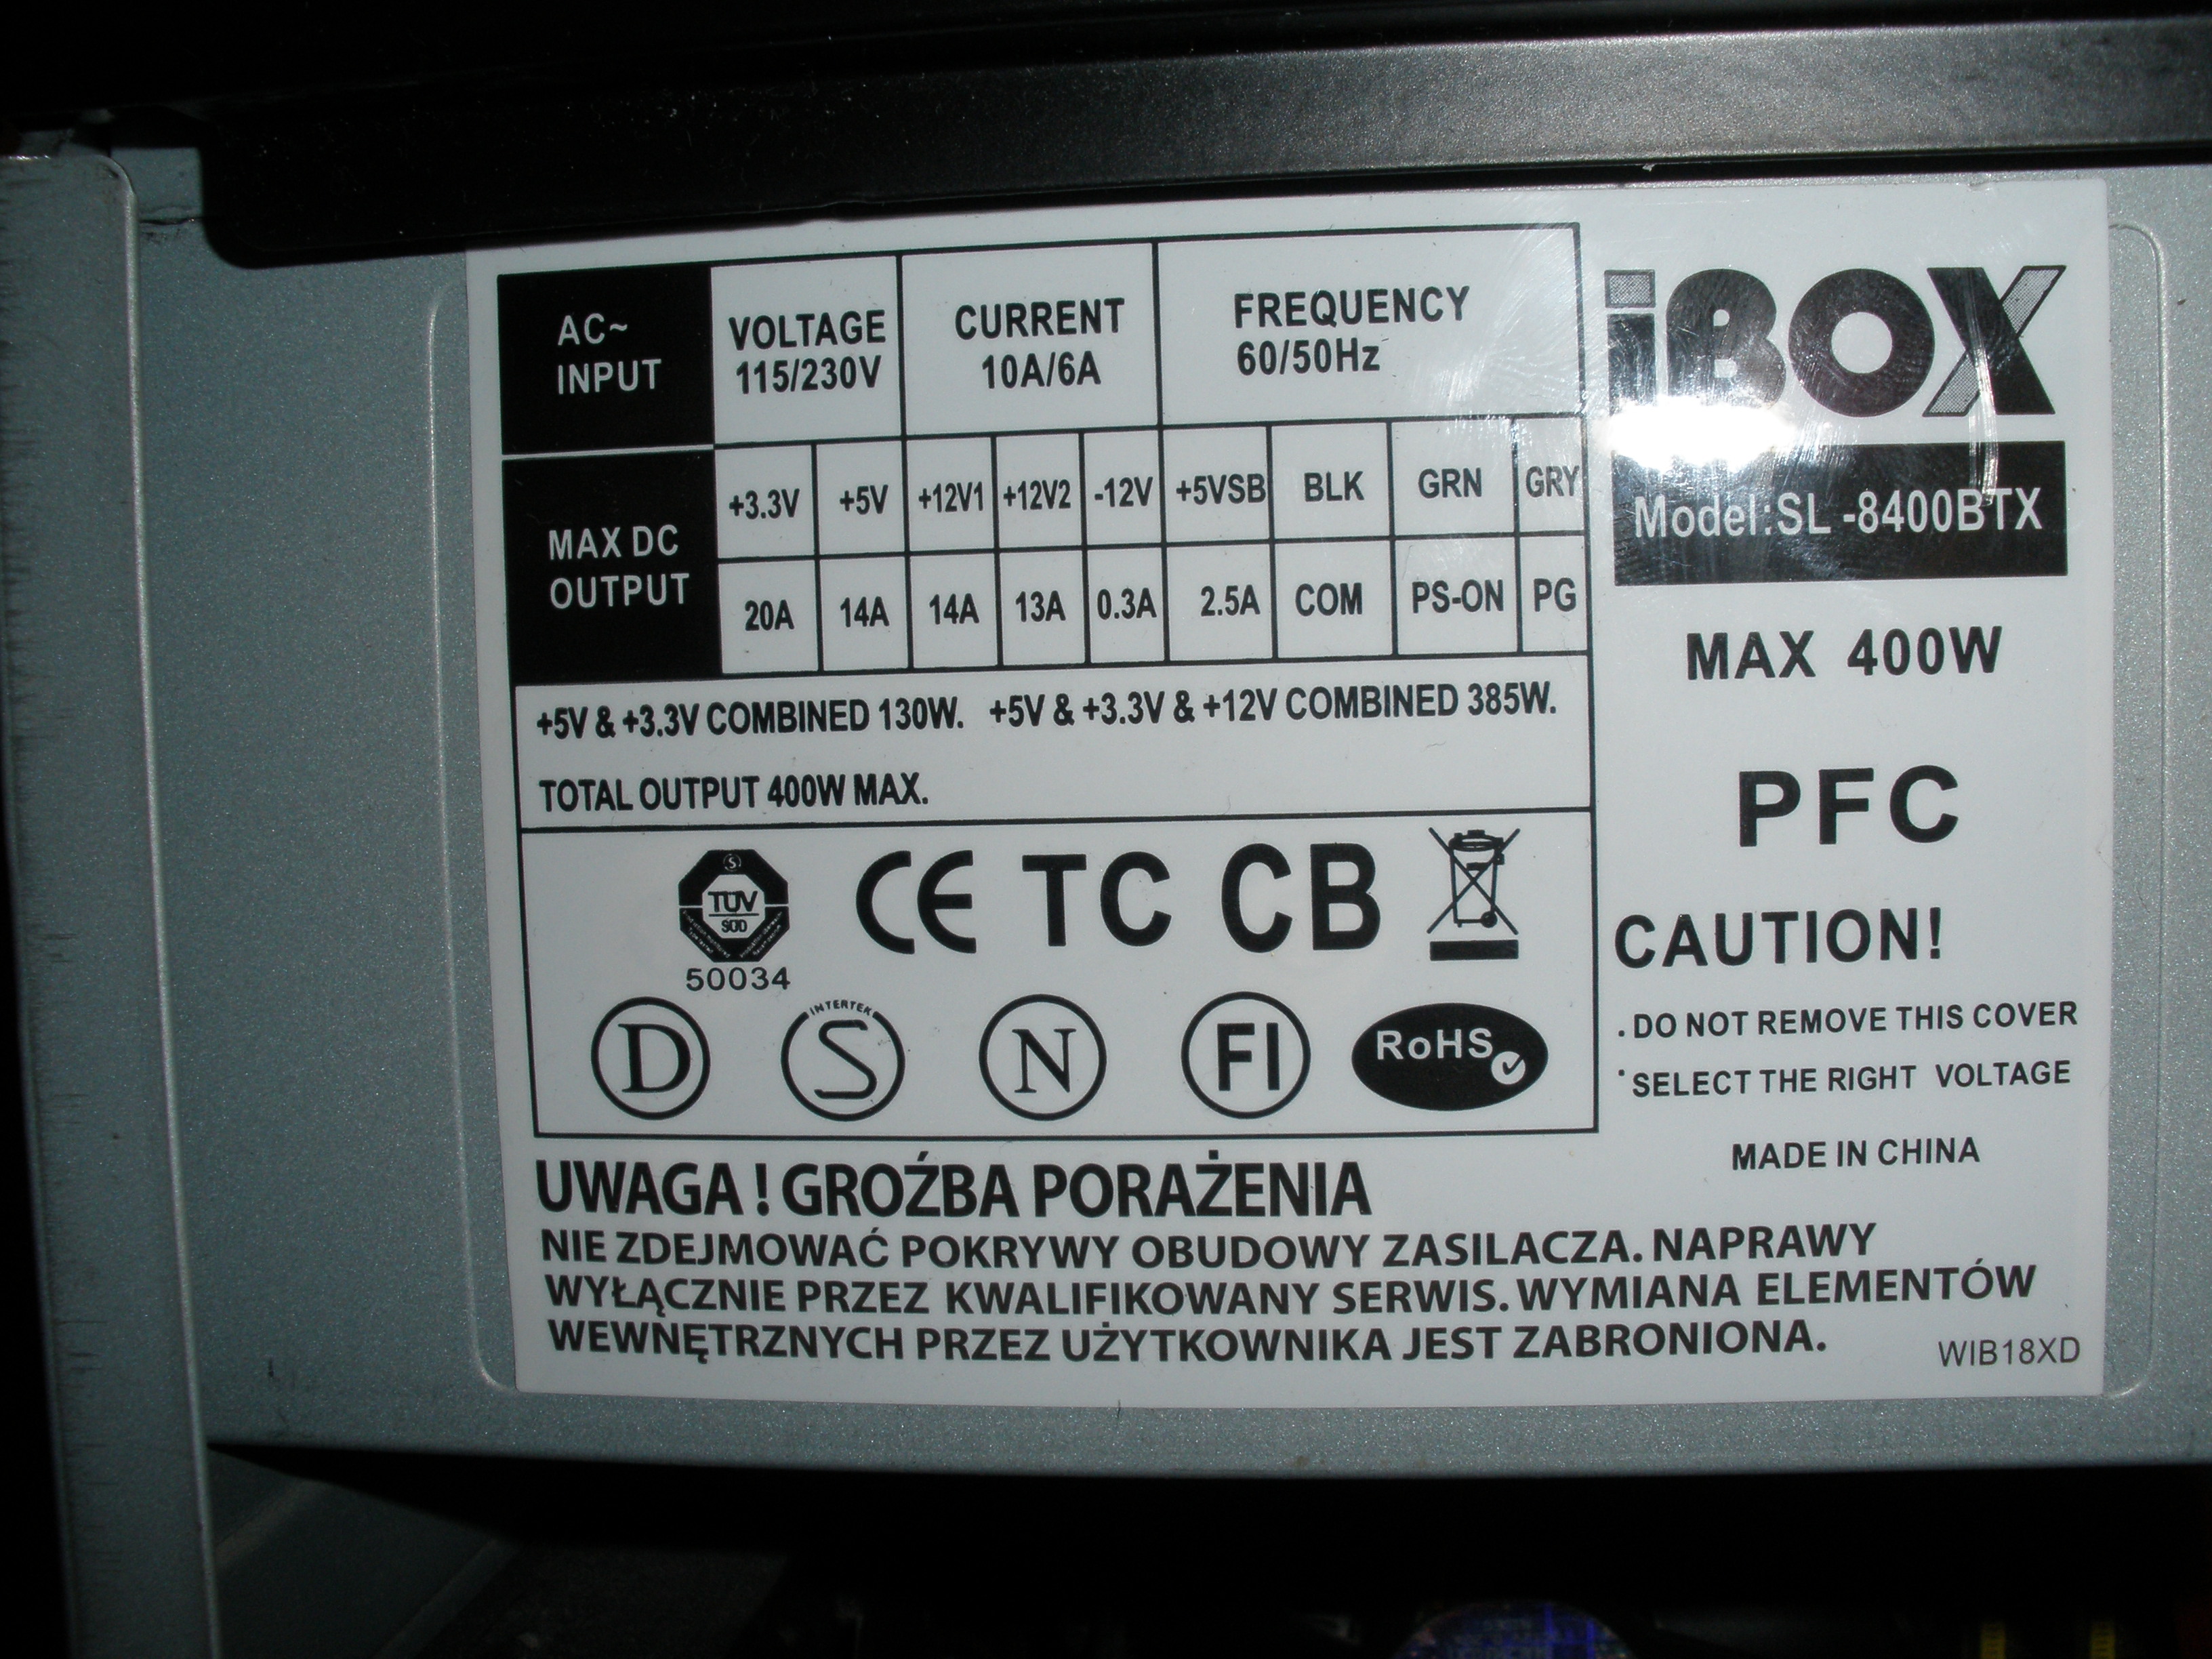 AC~
INPUT
VOLTAGE
115/230V
CURRENT
10A/6A
FREQUENCY
60/50Hz
MAX DC
OUTPUT
+3.3V +5V +12V1 +12V2 -12V +5VSB BLK GRN GRY
20A 14A 14A 13A 0.3A 2.5A COM PS-ON PG
+5V & +3.3V COMBINED 130W. +5V & +3.3V & +12V COMBINED 385W.
TOTAL OUTPUT 400W MAX.
S
TÜV
SÜD
50034
CE TC CB
D
INTERTEK
S
N
FI
RoHS
iBOX
Model:SL -8400BTX
MAX 400W
PFC
CAUTION!
.DO NOT REMOVE THIS COVER
·SELECT THE RIGHT VOLTAGE
MADE IN CHINA
UWAGA ! GROŹBA PORAŻENIA
NIE ZDEJMOWAĆ POKRYWY OBUDOWY ZASILACZA. NAPRAWY
WYŁĄCZNIE PRZEZ KWALIFIKOWANY SERWIS. WYMIANA ELEMENTÓW
WEWNĘTRZNYCH PRZEZ UŻYTKOWNIKA JEST ZABRONIONA.
WIB18XD